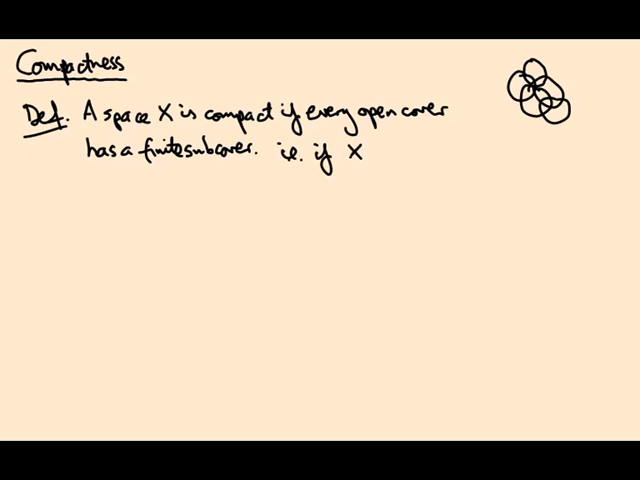 Compactness
Def. A space X is compact if every open cover
has a finite subcover. i.e. if X